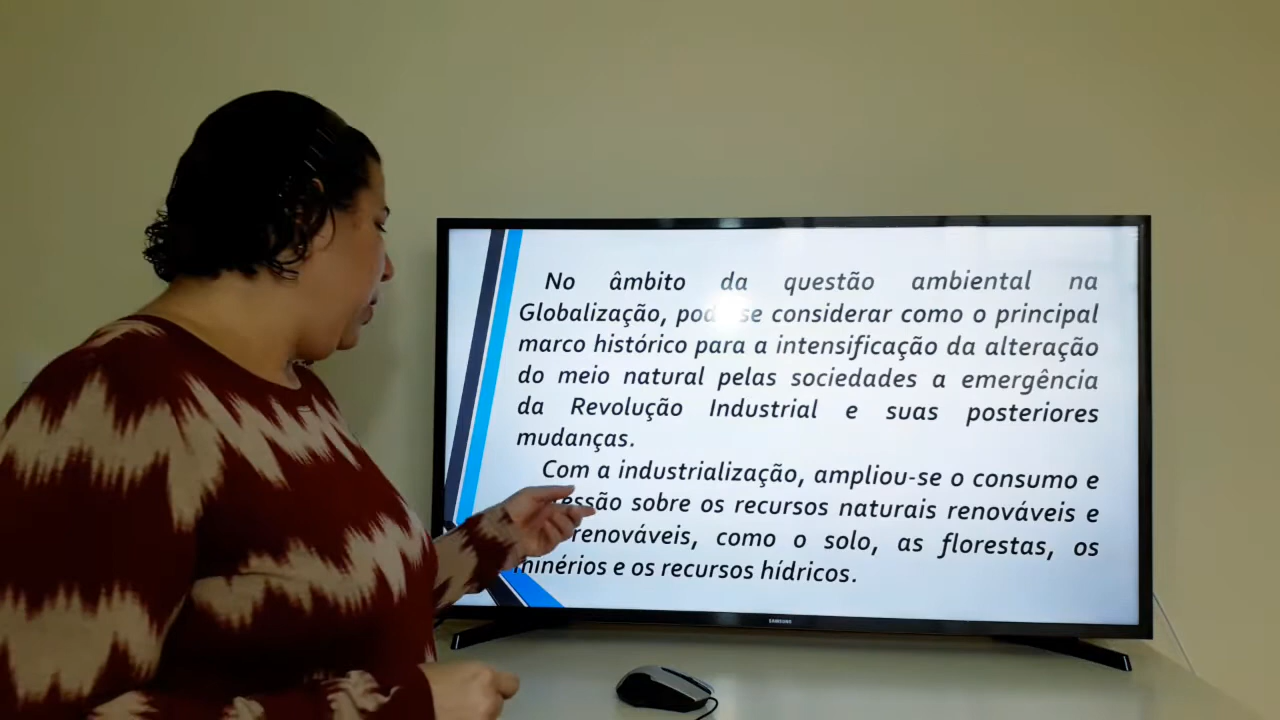 No âmbito da questão ambiental na
Globalização, pode-se considerar como o principal
marco histórico para a intensificação da alteração
do meio natural pelas sociedades a emergência
da Revolução Industrial e suas posteriores
mudanças.
Com a industrialização, ampliou-se o consumo e
sobre os recursos naturais renováveis e
renováveis, como o solo, as florestas, os
minérios e os recursos hídricos.
SAMSUNG